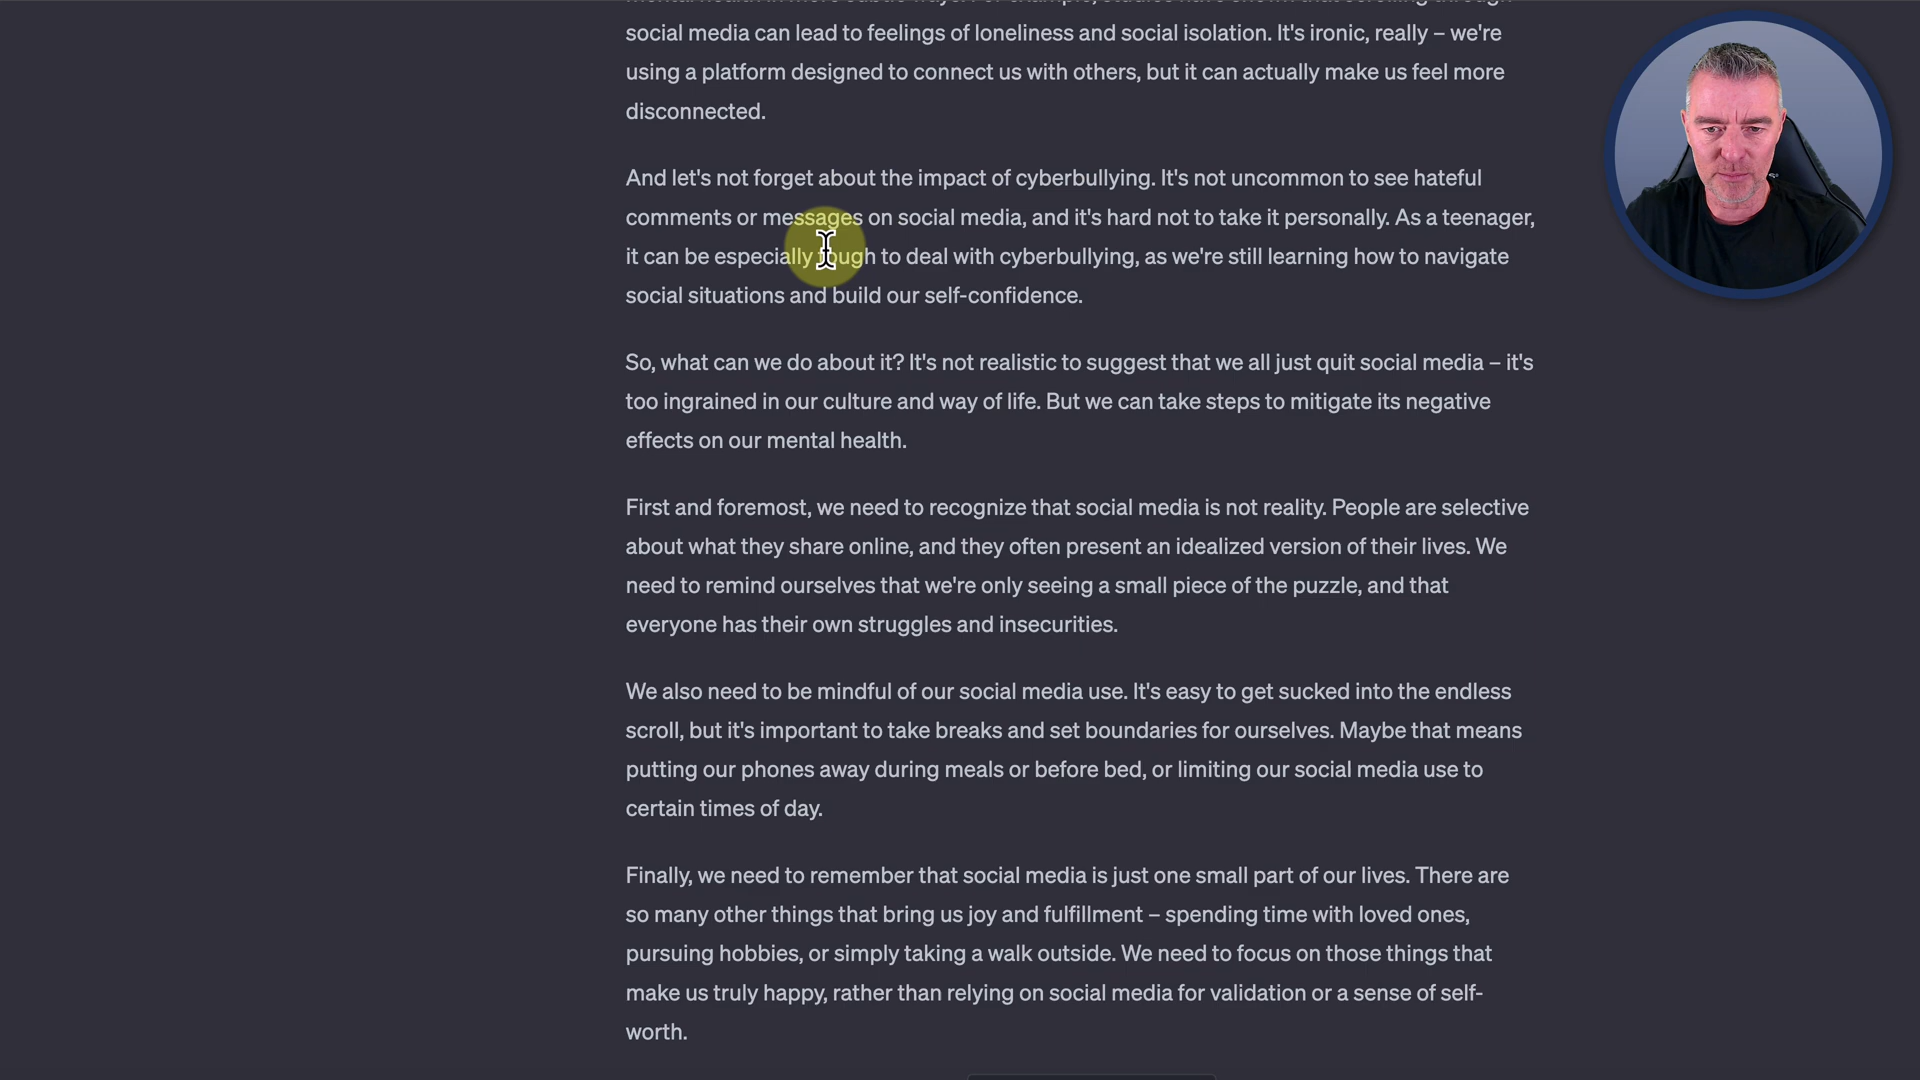 social media can lead to feelings of loneliness and social isolation. It's ironic, really – we're
using a platform designed to connect us with others, but it can actually make us feel more
disconnected.
And let's not forget about the impact of cyberbullying. It's not uncommon to see hateful
comments or messages on social media, and it's hard not to take it personally. As a teenager,
it can be especially tough to deal with cyberbullying, as we're still learning how to navigate
social situations and build our self-confidence.
So, what can we do about it? It's not realistic to suggest that we all just quit social media – it's
too ingrained in our culture and way of life. But we can take steps to mitigate its negative
effects on our mental health.
First and foremost, we need to recognize that social media is not reality. People are selective
about what they share online, and they often present an idealized version of their lives. We
need to remind ourselves that we're only seeing a small piece of the puzzle, and that
everyone has their own struggles and insecurities.
We also need to be mindful of our social media use. It's easy to get sucked into the endless
scroll, but it's important to take breaks and set boundaries for ourselves. Maybe that means
putting our phones away during meals or before bed, or limiting our social media use to
certain times of day.
Finally, we need to remember that social media is just one small part of our lives. There are
so many other things that bring us joy and fulfillment – spending time with loved ones,
pursuing hobbies, or simply taking a walk outside. We need to focus on those things that
make us truly happy, rather than relying on social media for validation or a sense of self-
worth.